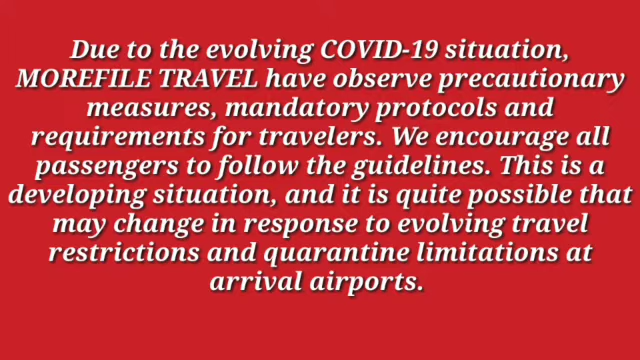 Due to the evolving COVID-19 situation,
MOREFILE TRAVEL have observe precautionary
measures, mandatory protocols and
requirements for travelers. We encourage all
passengers to follow the guidelines. This is a
developing situation, and it is quite possible that
may change in response to evolving travel
restrictions and quarantine limitations at
arrival airports.